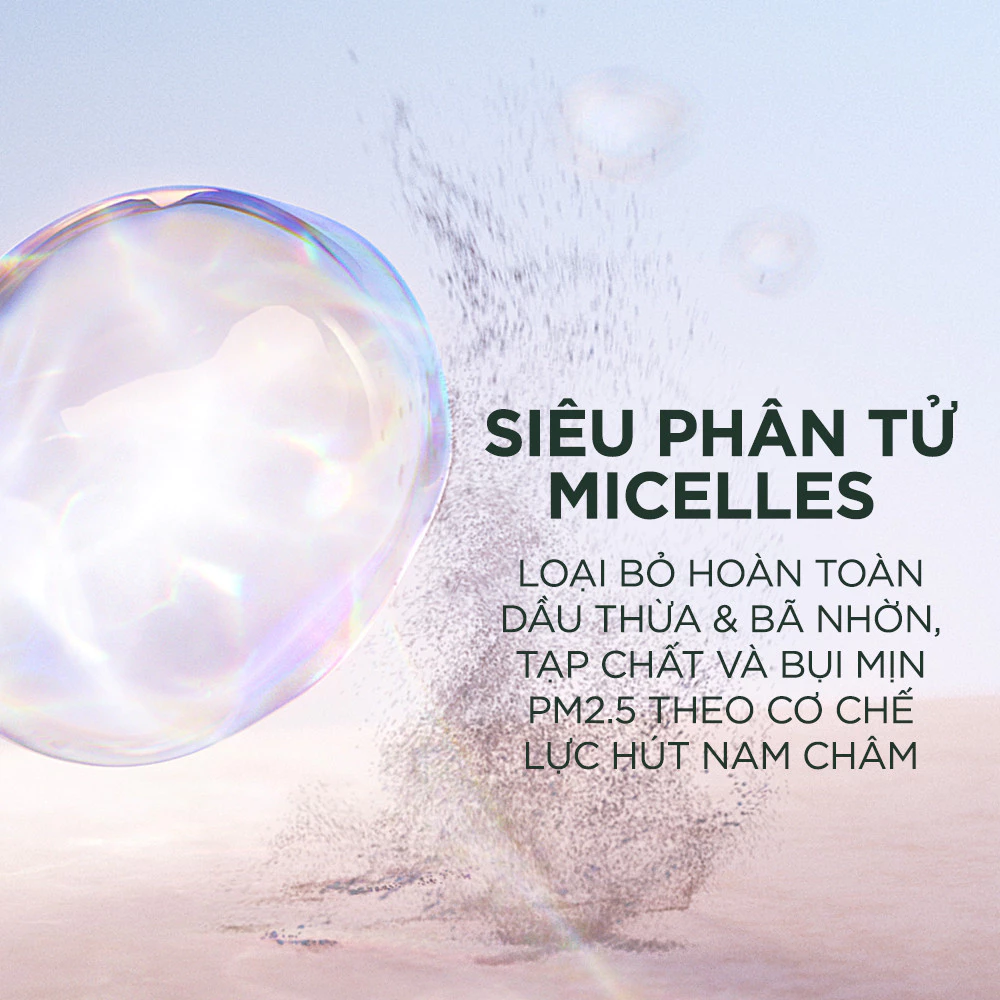 SIÊU PHÂN TỬ
MICELLES
LOẠI BỎ HOÀN TOÀN
DẦU THỪA & BÃ NHỜN,
TẠP CHẤT VÀ BỤI MỊN
PM2.5 THEO CƠ CHẾ
LỰC HÚT NAM CHÂM